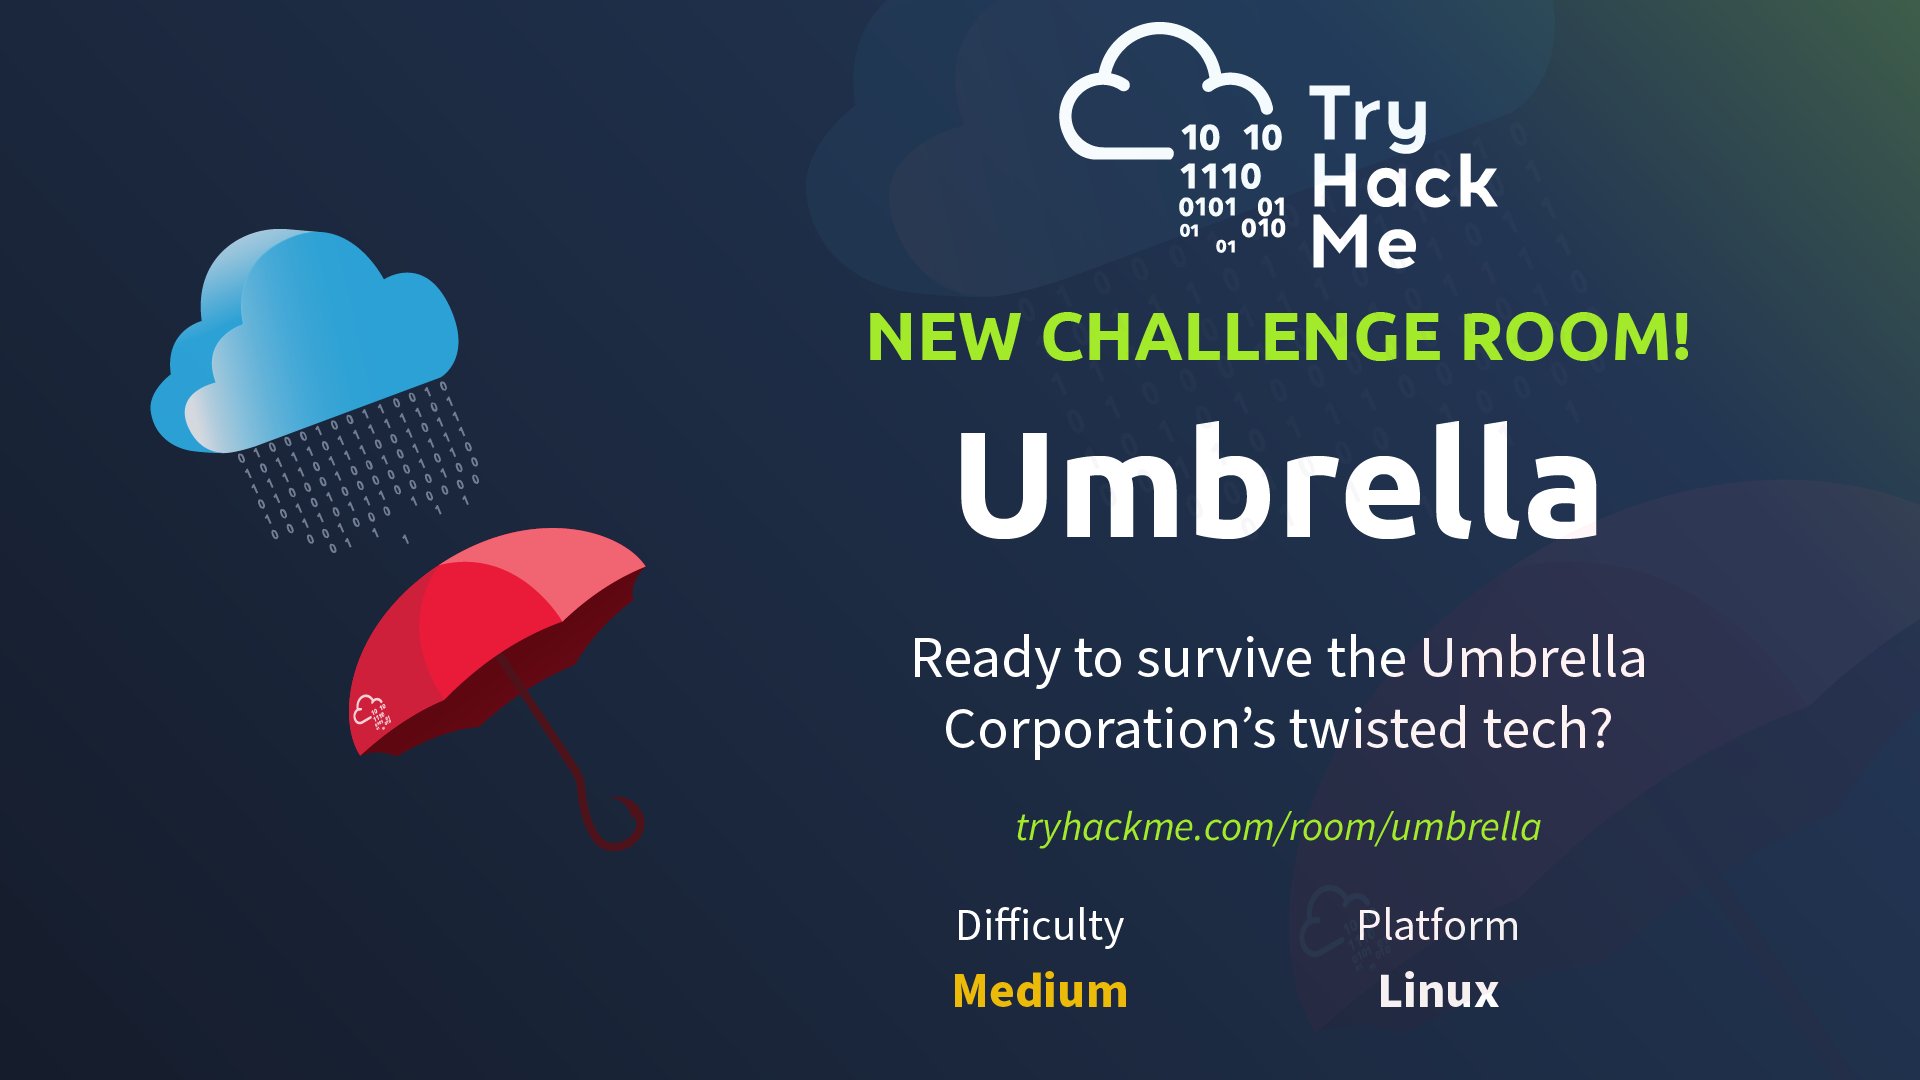 Try
Hack
Me
10 10
1110
0101 01
01 010
01
NEW CHALLENGE ROOM!
Umbrella
Ready to survive the Umbrella
Corporation’s twisted tech?
tryhackme.com/room/umbrella
Difficulty
Platform
Medium
Linux